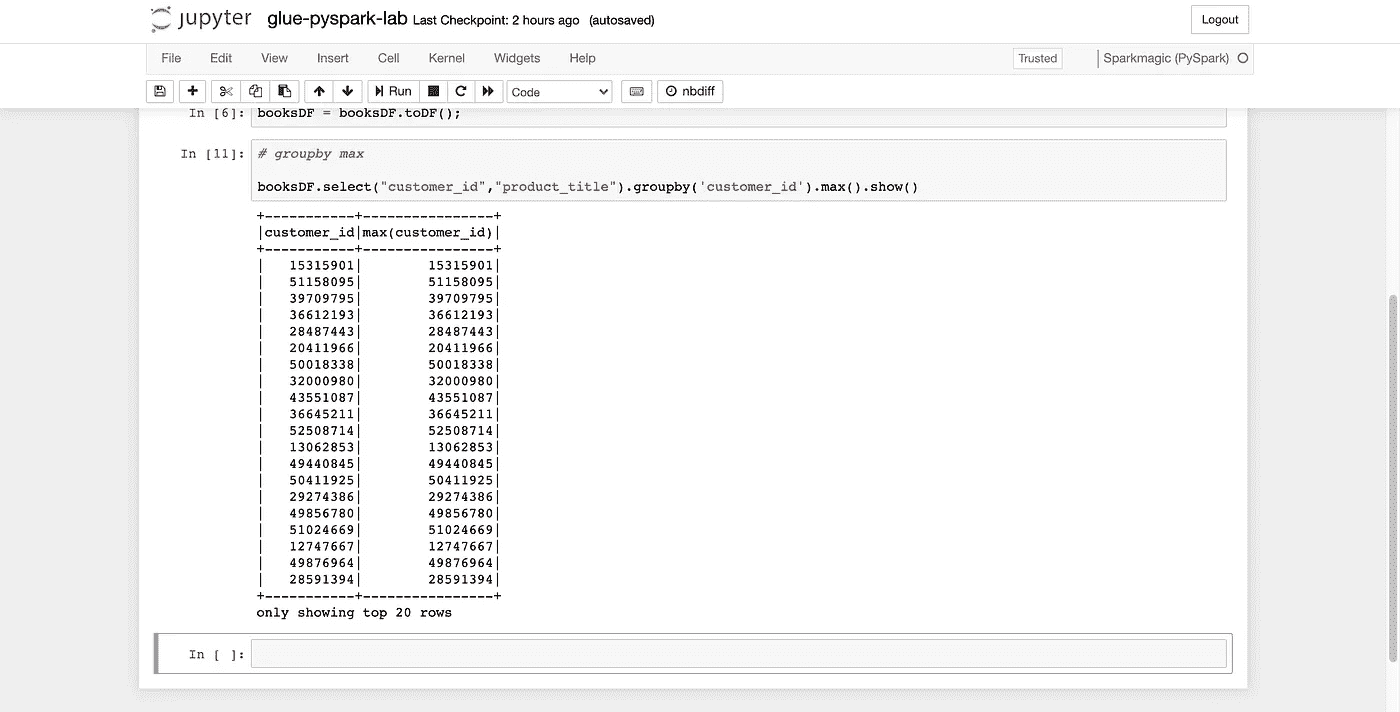 jupyter glue-pyspark-lab Last Checkpoint: 2 hours ago (autosaved) Logout
File Edit View Insert Cell Kernel Widgets Help Trusted Sparkmagic (PySpark)
Run Code nbdiff
In [6]: booksDF = booksDF.toDF();
In [11]: # groupby max
booksDF.select("customer_id","product_title").groupby('customer_id').max().show()
+-----------+----------------+
|customer_id|max(customer_id)|
+-----------+----------------+
|   15315901|        15315901|
|   51158095|        51158095|
|   39709795|        39709795|
|   36612193|        36612193|
|   28487443|        28487443|
|   20411966|        20411966|
|   50018338|        50018338|
|   32000980|        32000980|
|   43551087|        43551087|
|   36645211|        36645211|
|   52508714|        52508714|
|   13062853|        13062853|
|   49440845|        49440845|
|   50411925|        50411925|
|   29274386|        29274386|
|   49856780|        49856780|
|   51024669|        51024669|
|   12747667|        12747667|
|   49876964|        49876964|
|   28591394|        28591394|
+-----------+----------------+
only showing top 20 rows
In [ ]: